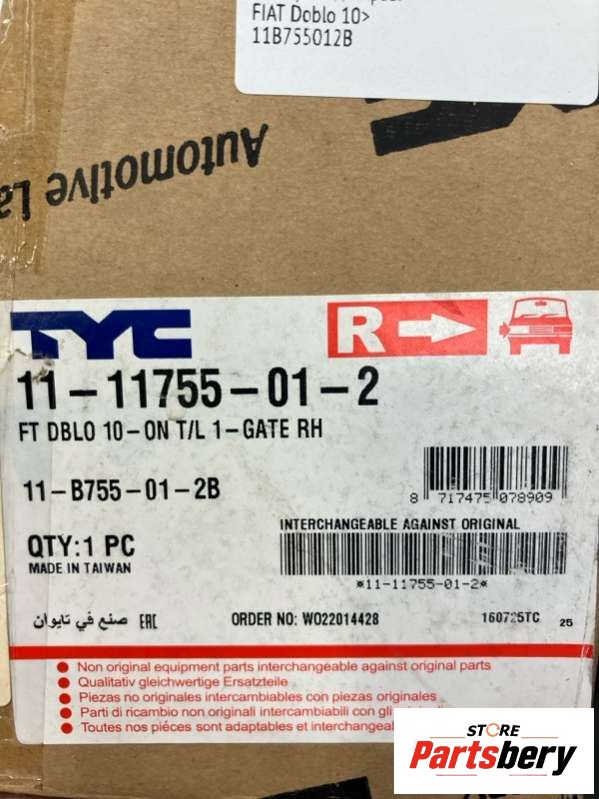 FIAT Doblo 10>
11B755012B
Automotive La
TYC
R
11-11755-01-2
FT DBLO 10-ON T/L 1-GATE RH
11-B755-01-2B
8 717475 078909
INTERCHANGEABLE AGAINST ORIGINAL
QTY:1 PC
MADE IN TAIWAN
*11-11755-01-2*
صنع في تايوان EAC
ORDER NO: WO22014428
160725TC 25
Non original equipment parts interchangeable against original parts
Qualitativ gleichwertige Ersatzteile
Piezas no originales intercambiables con piezas originales
Parti di ricambio non originali intercambiabili con gli
Toutes nos piéces sont adaptables et interchangeab
STORE
Partsbery